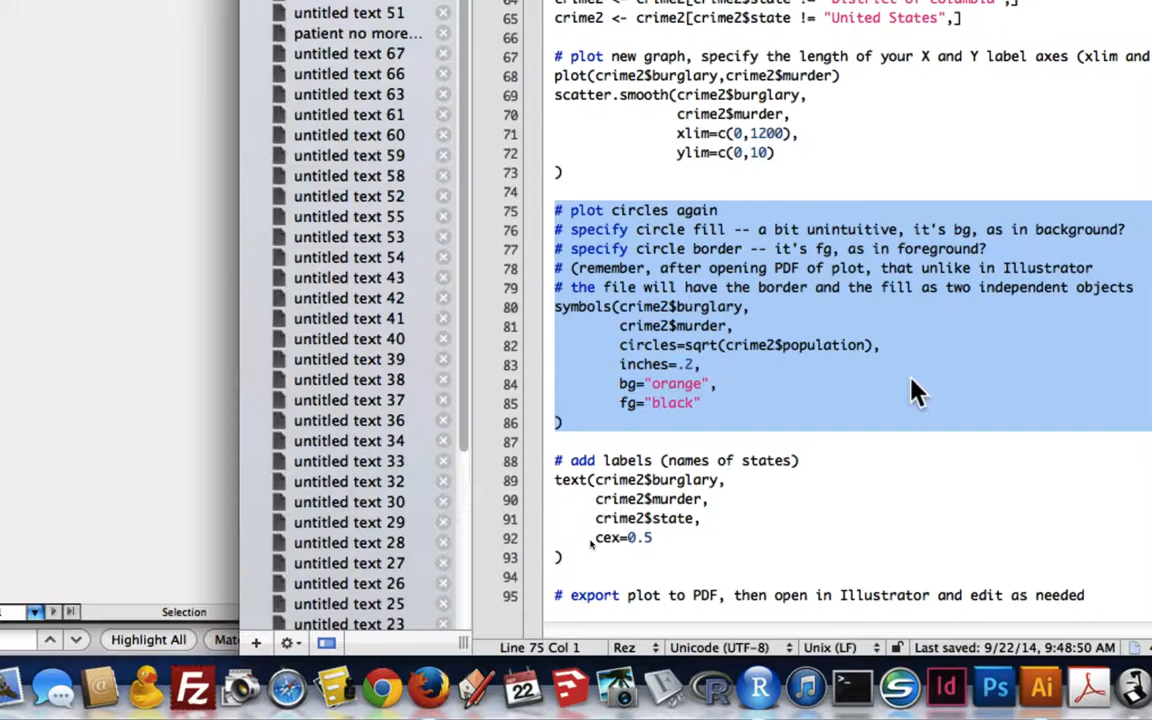 untitled text 51
patient no more...
untitled text 67
untitled text 66
untitled text 63
untitled text 61
untitled text 60
untitled text 59
untitled text 58
untitled text 52
untitled text 55
untitled text 53
untitled text 54
untitled text 43
untitled text 42
untitled text 41
untitled text 40
untitled text 39
untitled text 38
untitled text 37
untitled text 36
untitled text 34
untitled text 33
untitled text 32
untitled text 30
untitled text 29
untitled text 28
untitled text 27
untitled text 26
untitled text 25
untitled text 23
64 crime2 <- crime2[crime2$state != "District of Columbia",]
65 crime2 <- crime2[crime2$state != "United States",]
66
67 # plot new graph, specify the length of your X and Y label axes (xlim and
68 plot(crime2$burglary,crime2$murder)
69 scatter.smooth(crime2$burglary,
70 crime2$murder,
71 xlim=c(0,1200),
72 ylim=c(0,10)
73 )
74
75 # plot circles again
76 # specify circle fill -- a bit unintuitive, it's bg, as in background?
77 # specify circle border -- it's fg, as in foreground?
78 # (remember, after opening PDF of plot, that unlike in Illustrator
79 # the file will have the border and the fill as two independent objects
80 symbols(crime2$burglary,
81 crime2$murder,
82 circles=sqrt(crime2$population),
83 inches=.2,
84 bg="orange",
85 fg="black"
86 )
87
88 # add labels (names of states)
89 text(crime2$burglary,
90 crime2$murder,
91 crime2$state,
92 cex=0.5
93 )
94
95 # export plot to PDF, then open in Illustrator and edit as needed
Selection
Highlight All
Line 75 Col 1 Rez Unicode (UTF-8) Unix (LF) Last saved: 9/22/14, 9:48:50 AM
FZ
SEP
22
R
R
S
Id
Ps
Ai